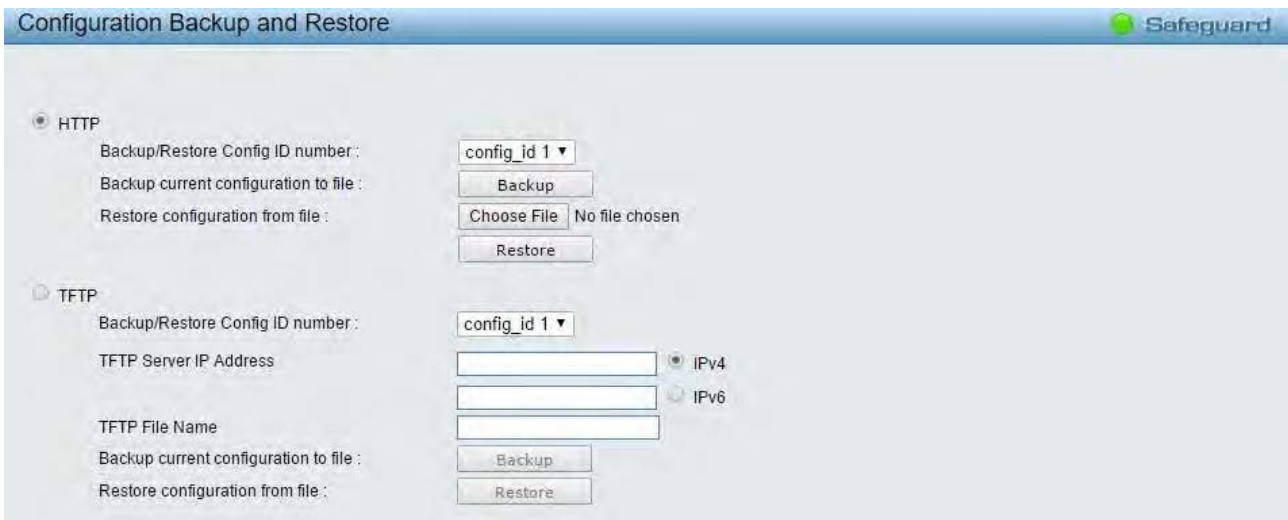 Configuration Backup and Restore
Safeguard
HTTP
Backup/Restore Config ID number :
config_id 1
Backup current configuration to file :
Backup
Restore configuration from file :
Choose File No file chosen
Restore
TFTP
Backup/Restore Config ID number :
config_id 1
TFTP Server IP Address
IPv4
IPv6
TFTP File Name
Backup current configuration to file :
Backup
Restore configuration from file :
Restore